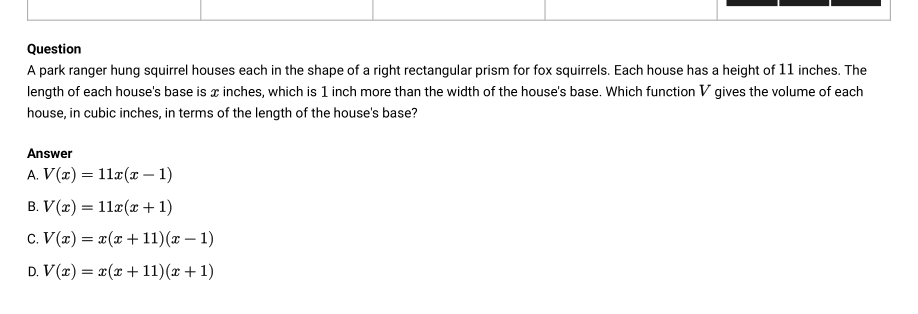 Question
A park ranger hung squirrel houses each in the shape of a right rectangular prism for fox squirrels. Each house has a height of 11 inches. The
length of each house's base is x inches, which is 1 inch more than the width of the house's base. Which function V gives the volume of each
house, in cubic inches, in terms of the length of the house's base?
Answer
A. V(x) = 11x(x − 1)
B. V(x) = 11x(x + 1)
C. V(x) = x(x + 11)(x − 1)
D. V(x) = x(x + 11)(x + 1)